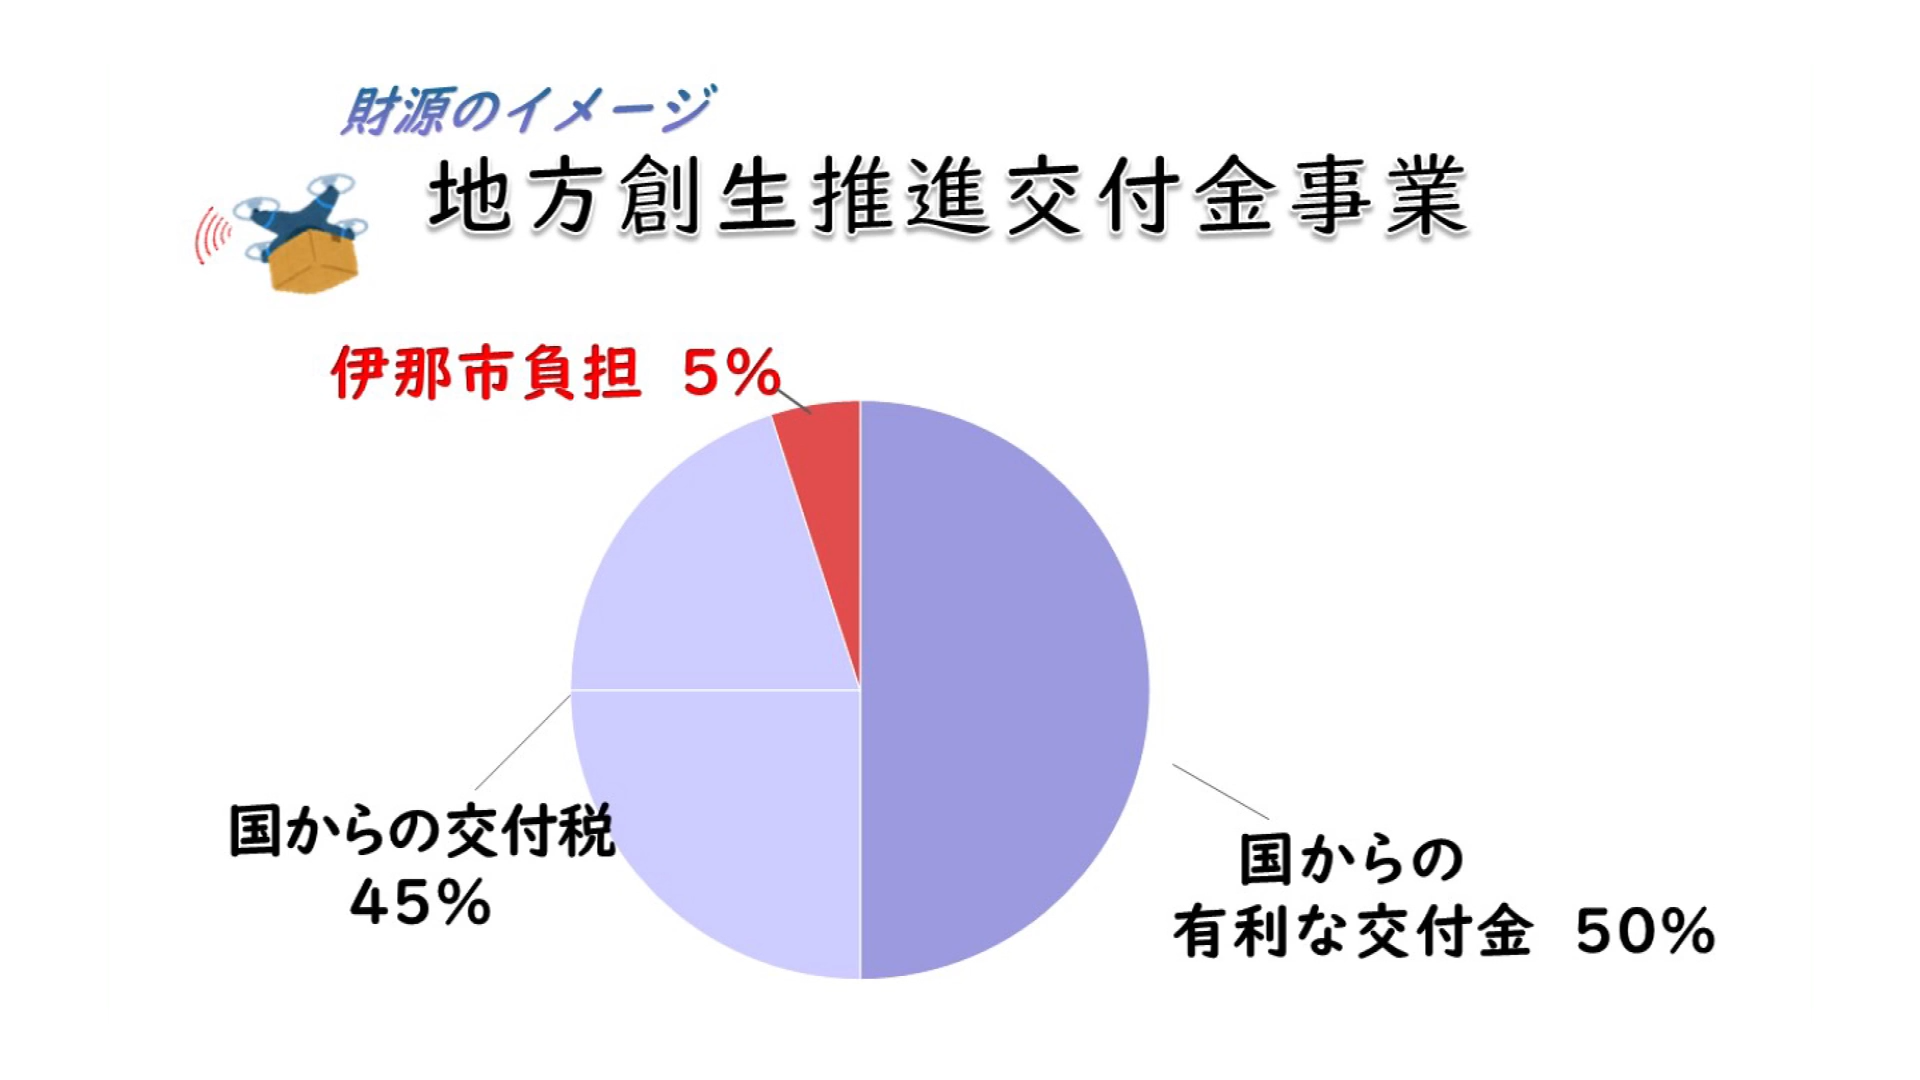 財源のイメージ
地方創生推進交付金事業
伊那市負担 5%
国からの交付税
45%
国からの
有利な交付金 50%